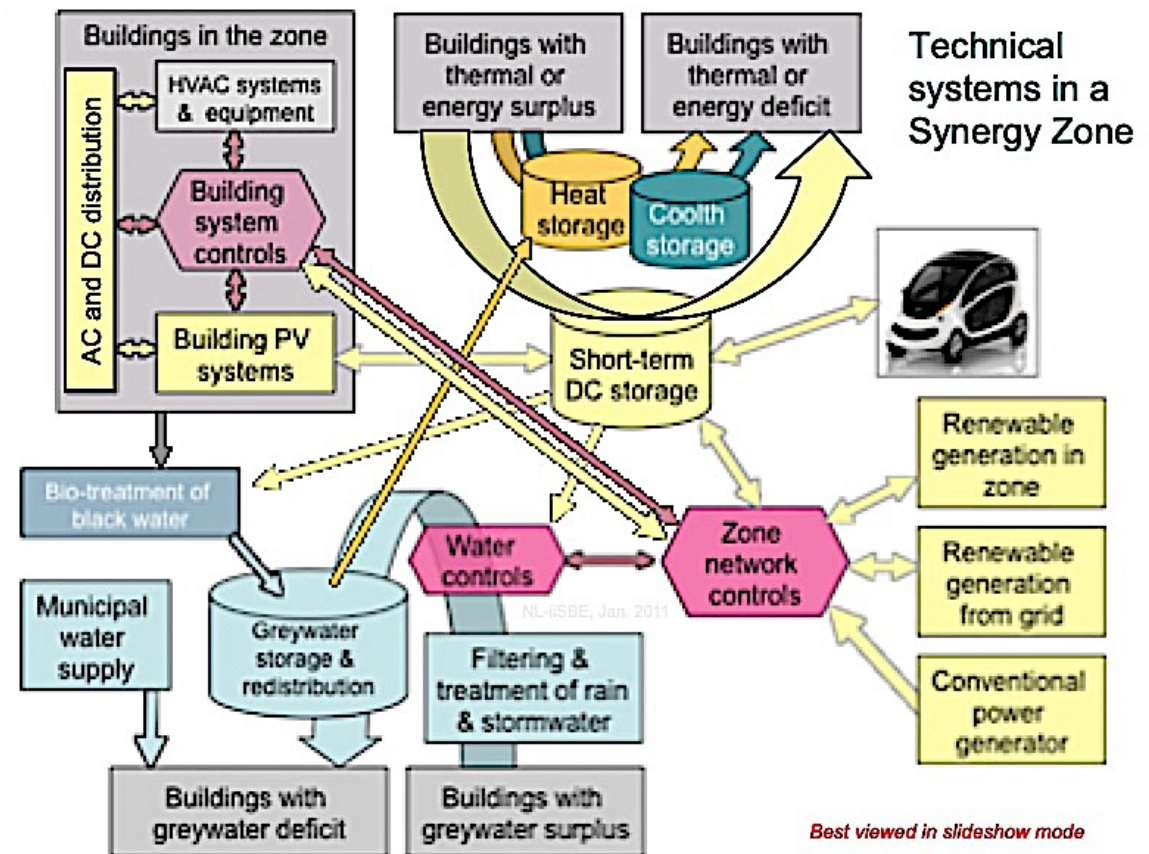 Technical
systems in a
Synergy Zone
Buildings in the zone
AC and DC distribution
HVAC systems
& equipment
Building
system
controls
Building PV
systems
Buildings with
thermal or
energy surplus
Buildings with
thermal or
energy deficit
Heat
storage
Coolth
storage
Short-term
DC storage
Renewable
generation in
zone
Renewable
generation
from grid
Conventional
power
generator
Zone
network
controls
Water
controls
NL-iiSBE, Jan. 2011
Bio-treatment of
black water
Municipal
water
supply
Greywater
storage &
redistribution
Filtering &
treatment of rain
& stormwater
Buildings with
greywater deficit
Buildings with
greywater surplus
Best viewed in slideshow mode